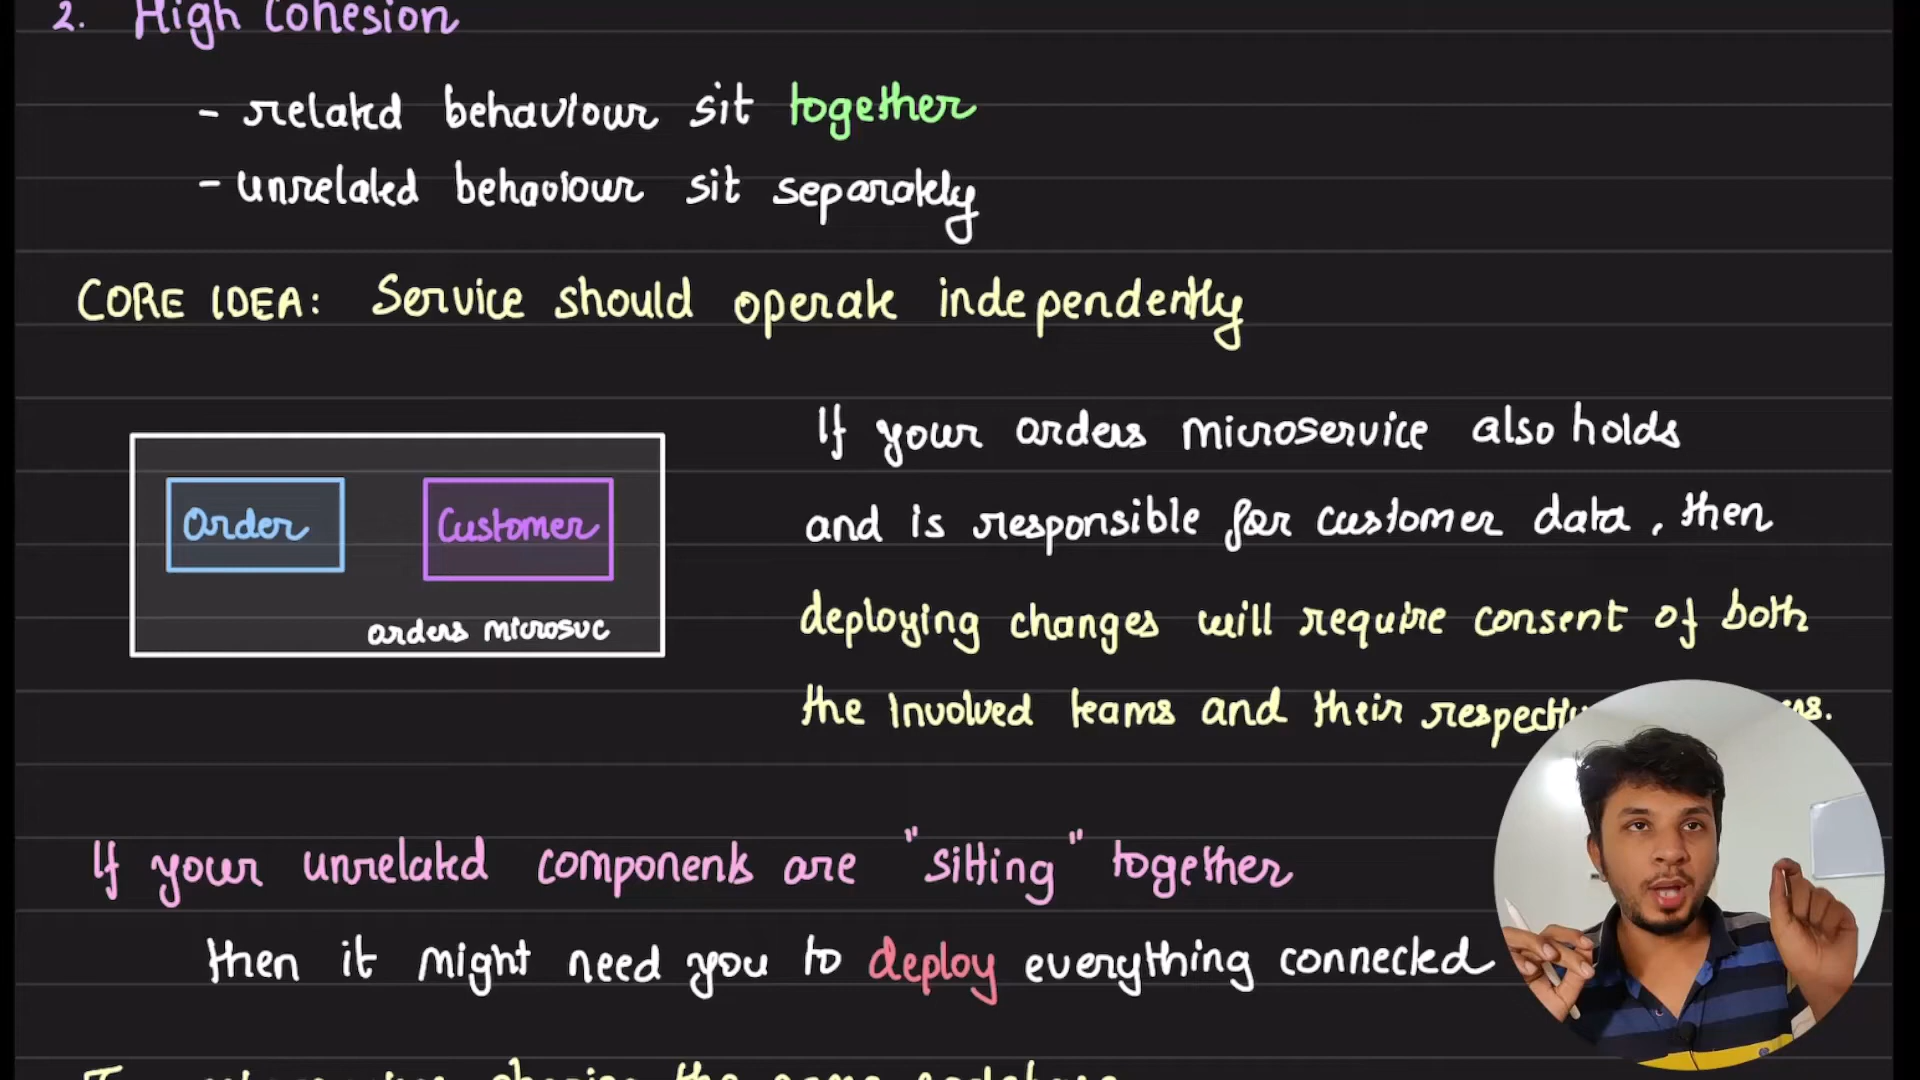 2. High Cohesion
- related behaviour sit together
- unrelated behaviour sit separately
CORE IDEA: Service should operate independently
Order
Customer
orders microsvc
If your orders microservice also holds
and is responsible for customer data, then
deploying changes will require consent of both
the involved teams and their
If your unrelated components are "sitting" together
then it might need you to deploy everything connected
sharing the same